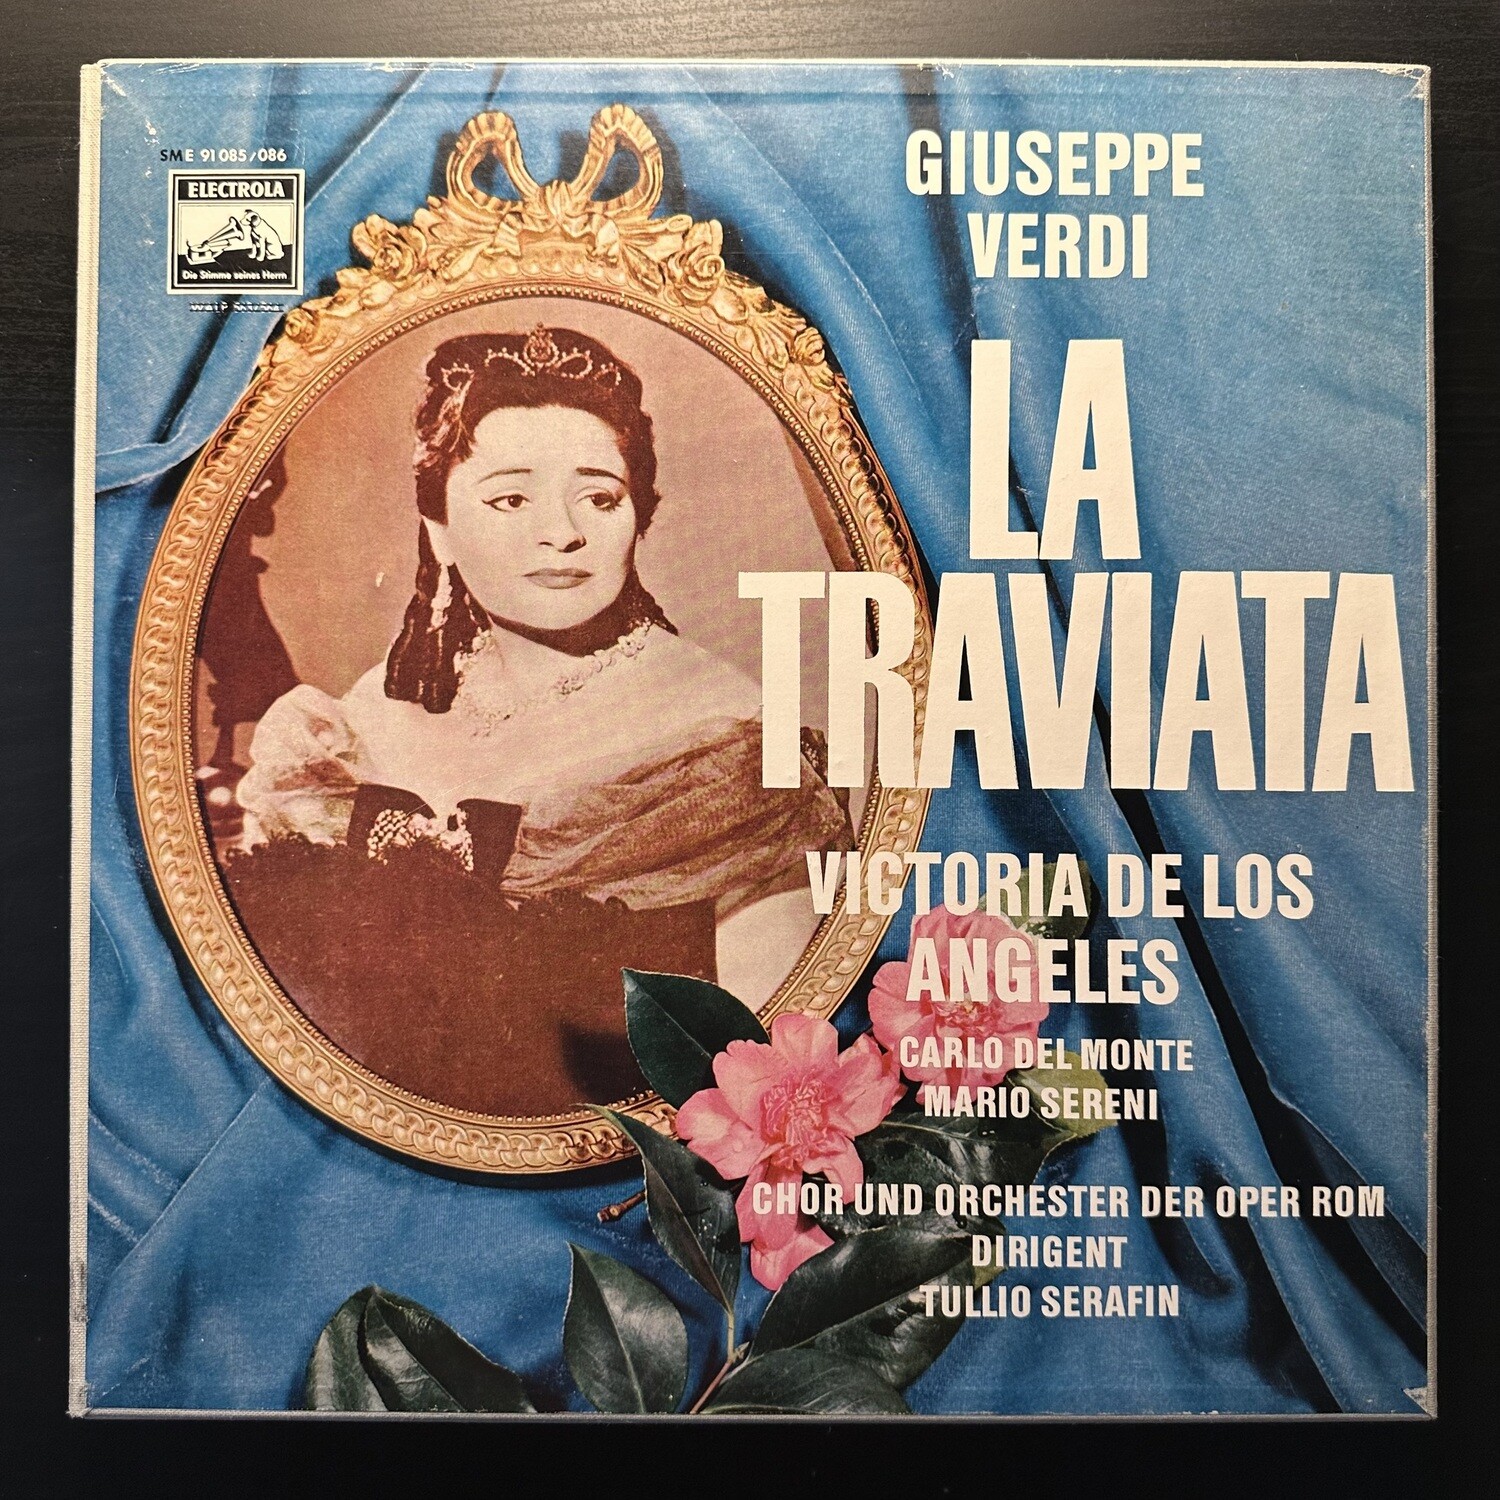 SME 91 085/086
ELECTROLA
Die Stimme seines Herrn
GIUSEPPE
VERDI
LA
TRAVIATA
VICTORIA DE LOS
ANGELES
CARLO DEL MONTE
MARIO SERENI
CHOR UND ORCHESTER DER OPER ROM
DIRIGENT
TULLIO SERAFIN